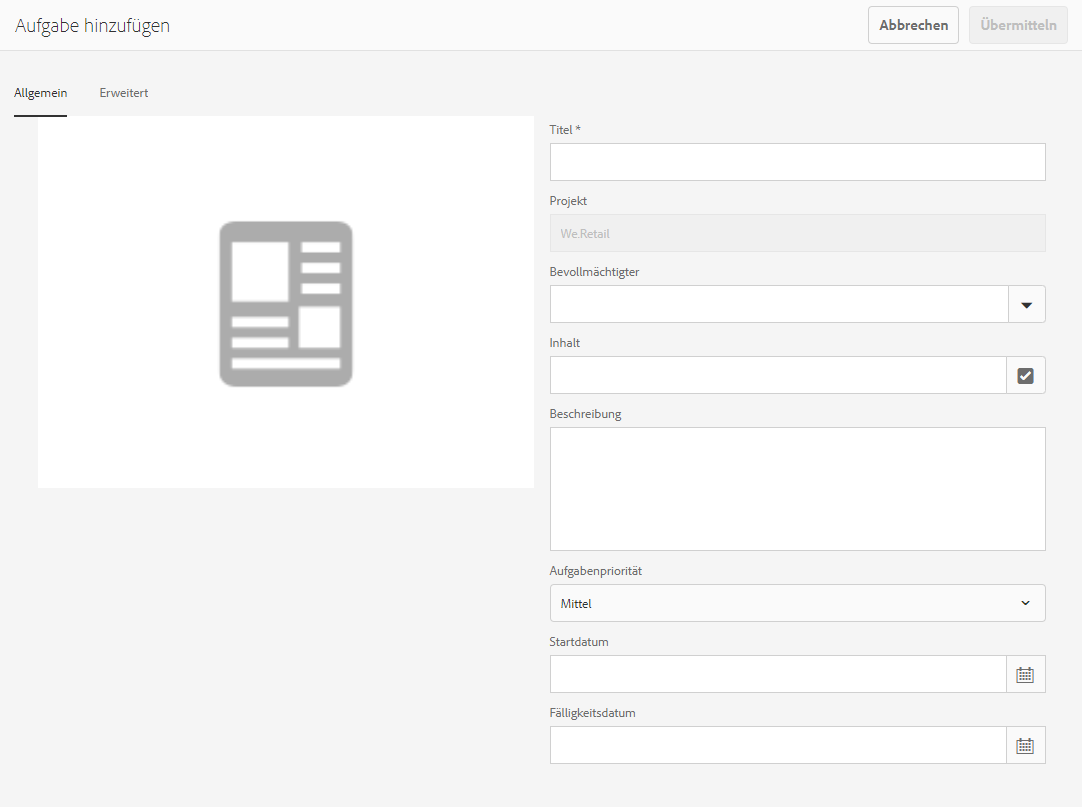 Aufgabe hinzufügen
Abbrechen
Übermitteln
Allgemein
Erweitert
Titel *
Projekt
We.Retail
Bevollmächtigter
Inhalt
Beschreibung
Aufgabenpriorität
Mittel
Startdatum
Fälligkeitsdatum